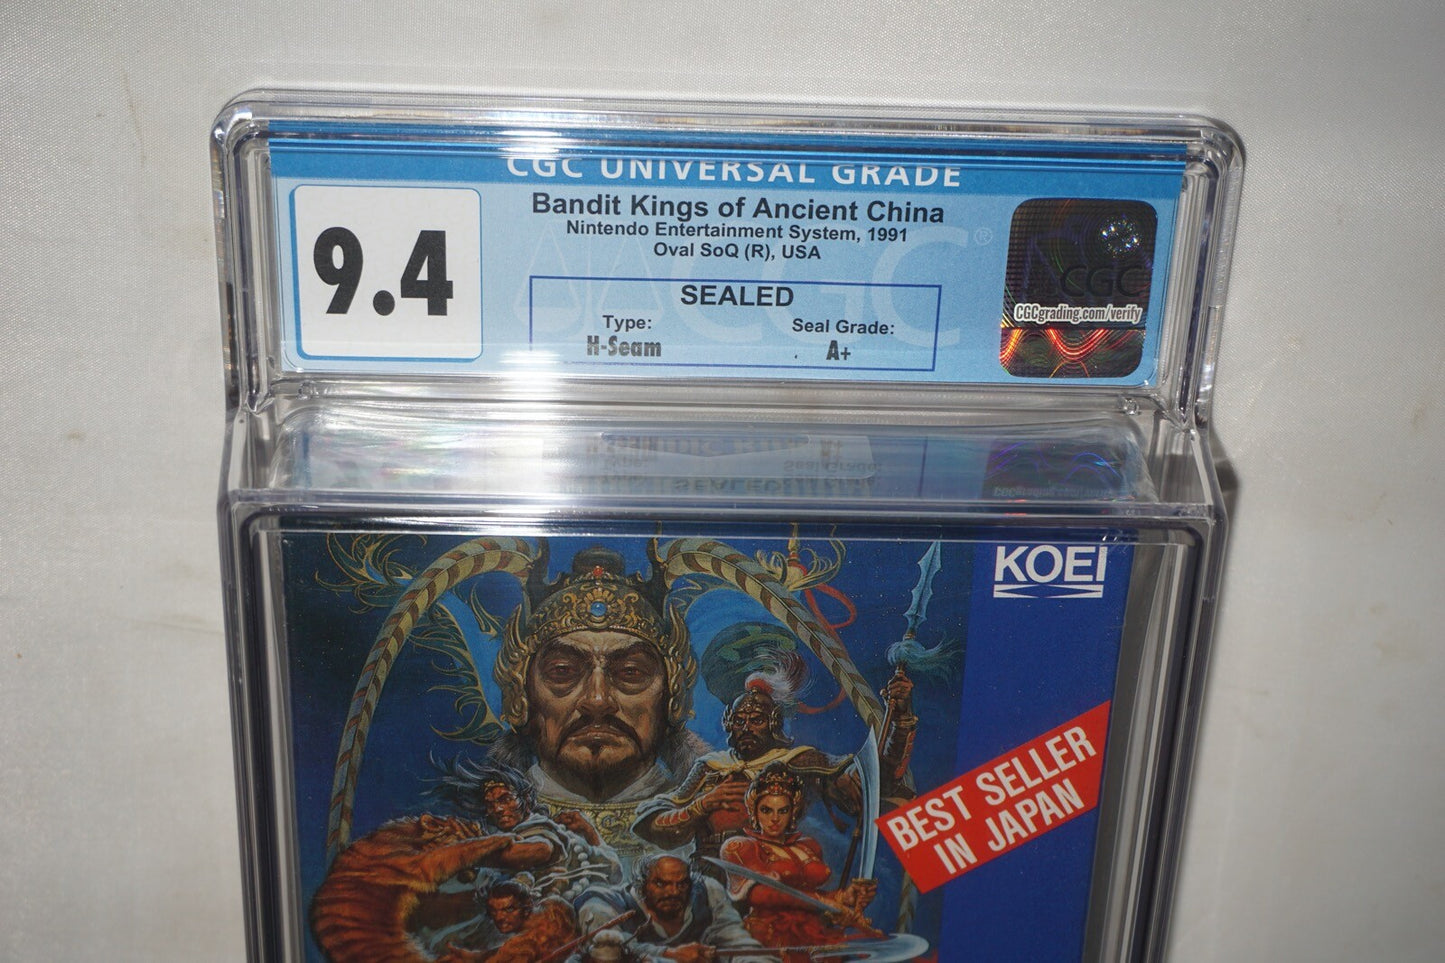 CGC UNIVERSAL GRADE
9.4
Bandit Kings of Ancient China
Nintendo Entertainment System, 1991
Oval SoQ (R), USA
CGC®
SEALED
Type:
Seal Grade:
H-Seam
A+
CGC
CGCgrading.com/verify
KOEI
BEST SELLER
IN JAPAN